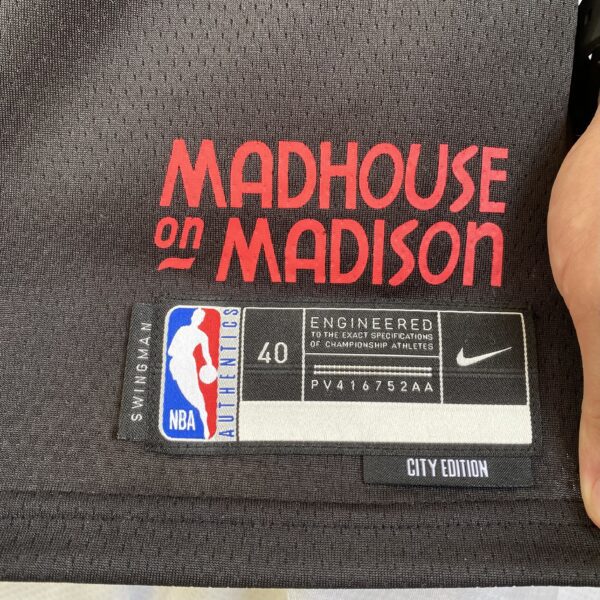 MADHOUSE
on MADISON
SWINGMAN
NBA
AUTHENTICS
40
ENGINEERED
TO THE EXACT SPECIFICATIONS
OF CHAMPIONSHIP ATHLETES
PV416752AA
CITY EDITION